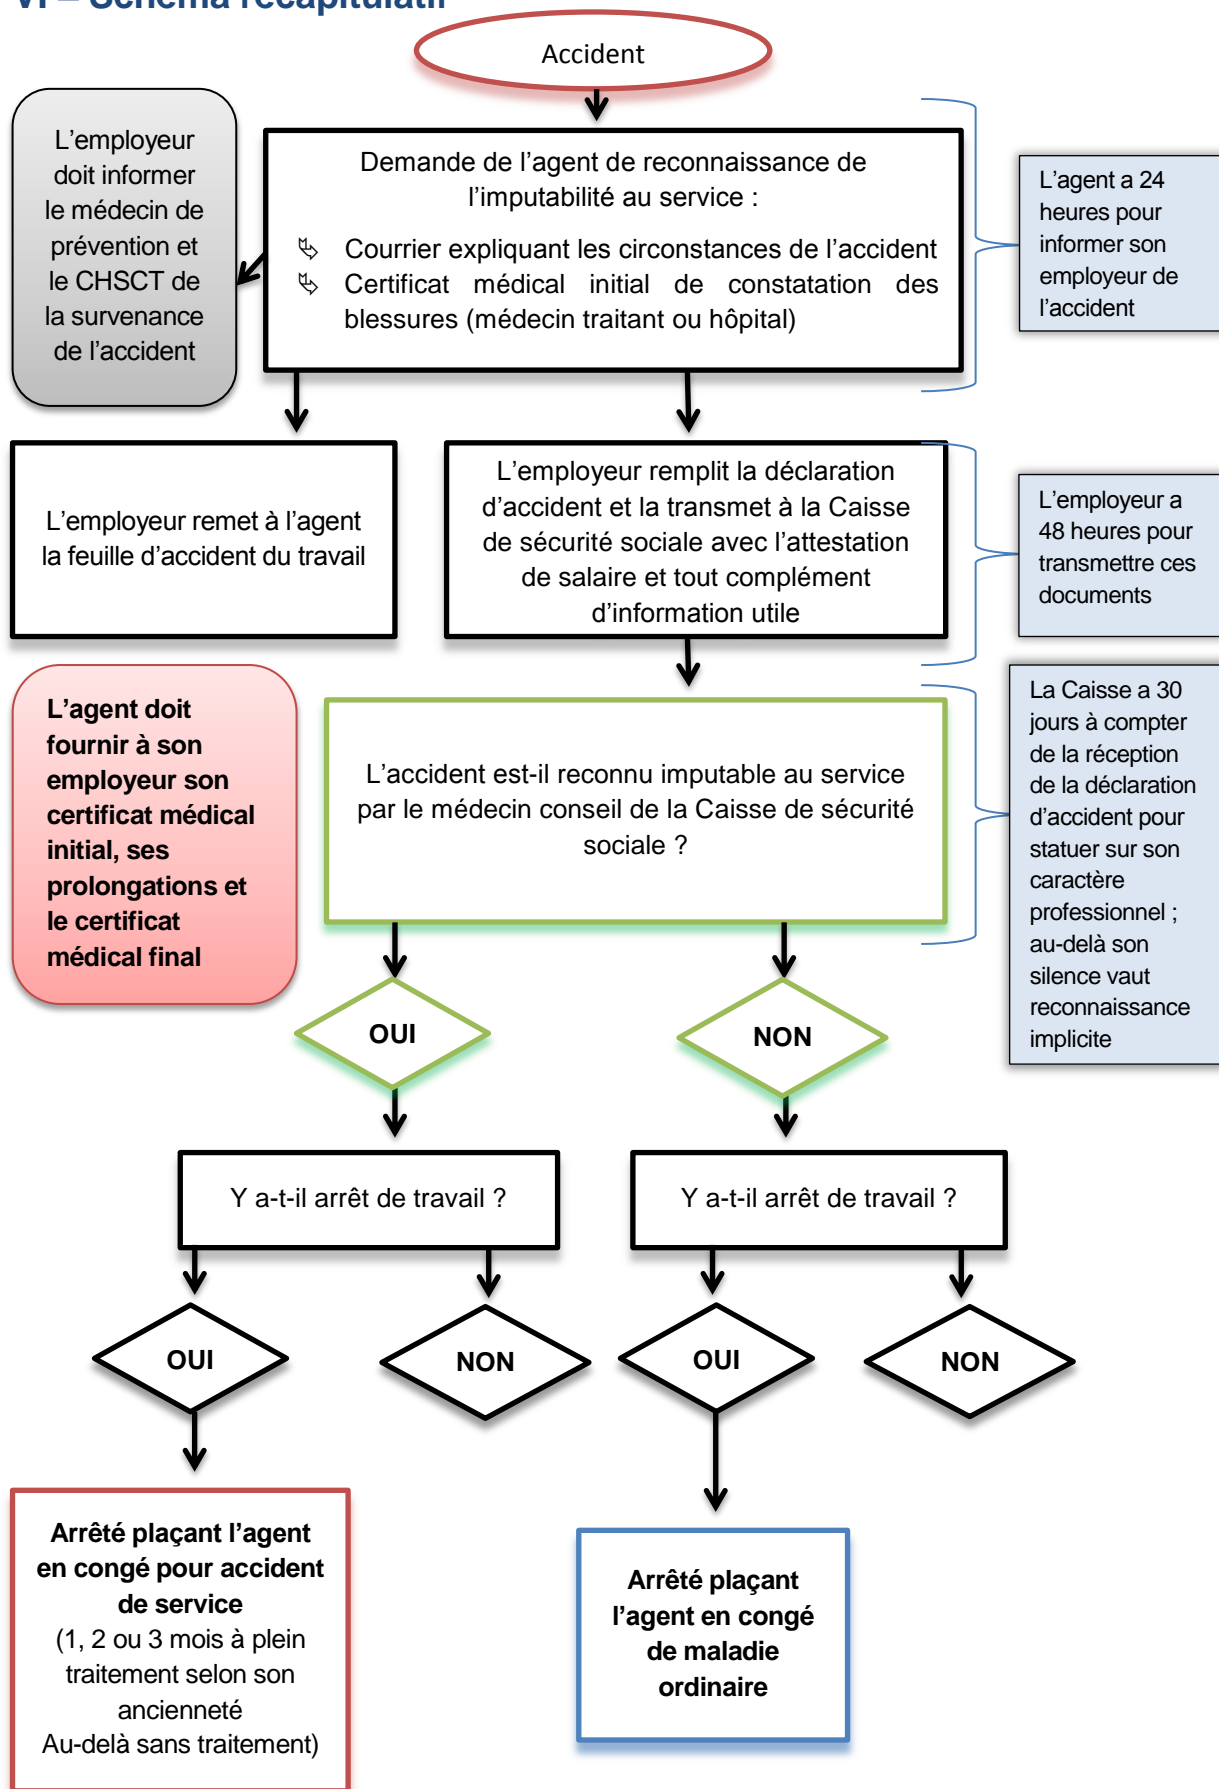 VI – Schéma récapitulatif
Accident
L’employeur
doit informer
le médecin de
prévention et
le CHSCT de
la survenance
de l’accident
Demande de l’agent de reconnaissance de
l’imputabilité au service :
Courrier expliquant les circonstances de l’accident
Certificat médical initial de constatation des
blessures (médecin traitant ou hôpital)
L’agent a 24
heures pour
informer son
employeur de
l’accident
L’employeur remet à l’agent
la feuille d’accident du travail
L’employeur remplit la déclaration
d’accident et la transmet à la Caisse
de sécurité sociale avec l’attestation
de salaire et tout complément
d’information utile
L’employeur a
48 heures pour
transmettre ces
documents
L’agent doit
fournir à son
employeur son
certificat médical
initial, ses
prolongations et
le certificat
médical final
L’accident est-il reconnu imputable au service
par le médecin conseil de la Caisse de sécurité
sociale ?
La Caisse a 30
jours à compter
de la réception
de la déclaration
d’accident pour
statuer sur son
caractère
professionnel ;
au-delà son
silence vaut
reconnaissance
implicite
OUI
NON
Y a-t-il arrêt de travail ?
Y a-t-il arrêt de travail ?
OUI
NON
OUI
NON
Arrêté plaçant l’agent
en congé pour accident
de service
(1, 2 ou 3 mois à plein
traitement selon son
ancienneté
Au-delà sans traitement)
Arrêté plaçant
l’agent en congé
de maladie
ordinaire